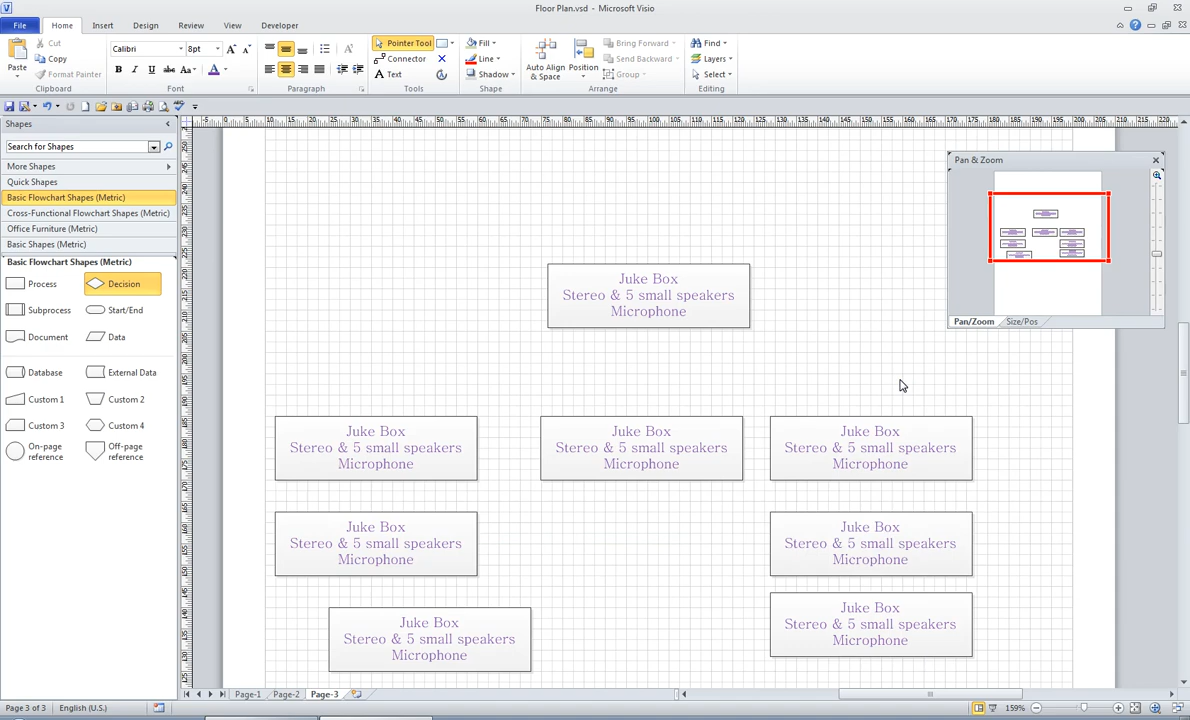 Floor Plan.vsd - Microsoft Visio
File Home Insert Design Review View Developer
Cut
Calibri 8pt
Pointer Tool
Fill
Bring Forward
Find
Copy
Connector
Line
Send Backward
Layers
Paste
Format Painter
Text
Shadow
Auto Align & Space
Position
Group
Select
Clipboard Font Paragraph Tools Shape Arrange Editing
Shapes
Search for Shapes
More Shapes
Quick Shapes
Basic Flowchart Shapes (Metric)
Cross-Functional Flowchart Shapes (Metric)
Office Furniture (Metric)
Basic Shapes (Metric)
Basic Flowchart Shapes (Metric)
Process Decision
Subprocess Start/End
Document Data
Database External Data
Custom 1 Custom 2
Custom 3 Custom 4
On-page reference
Off-page reference
Pan & Zoom
Pan/Zoom Size/Pos
Juke Box
Stereo & 5 small speakers
Microphone
Juke Box
Stereo & 5 small speakers
Microphone
Juke Box
Stereo & 5 small speakers
Microphone
Juke Box
Stereo & 5 small speakers
Microphone
Juke Box
Stereo & 5 small speakers
Microphone
Juke Box
Stereo & 5 small speakers
Microphone
Juke Box
Stereo & 5 small speakers
Microphone
Juke Box
Stereo & 5 small speakers
Microphone
Page-1 Page-2 Page-3
Page 3 of 3 English (U.S.) 159%